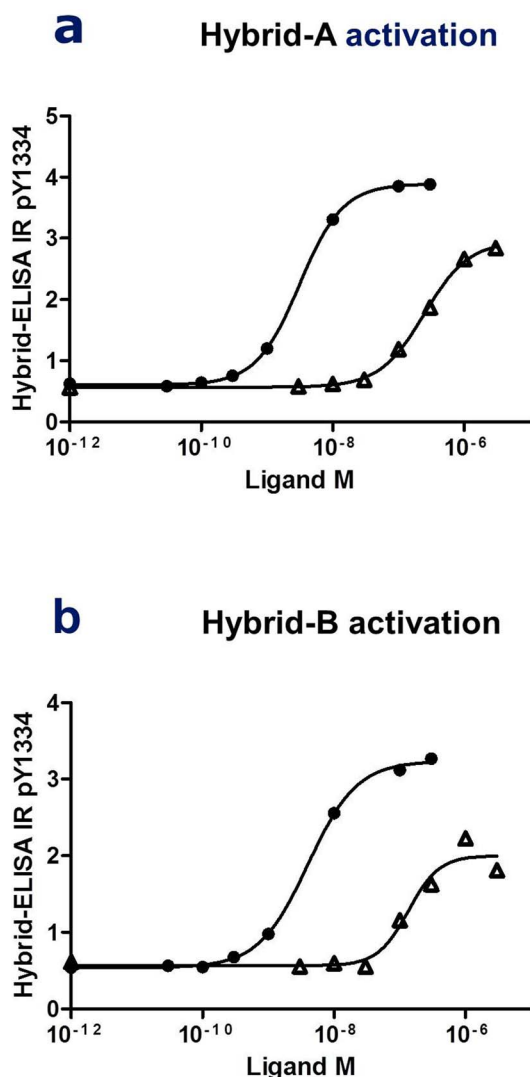 a
Hybrid-A activation
Hybrid-ELISA IR pY1334
5
4
3
2
1
0
10-12 10-10 10-8 10-6
Ligand M
b
Hybrid-B activation
Hybrid-ELISA IR pY1334
4
3
2
1
0
10-12 10-10 10-8 10-6
Ligand M